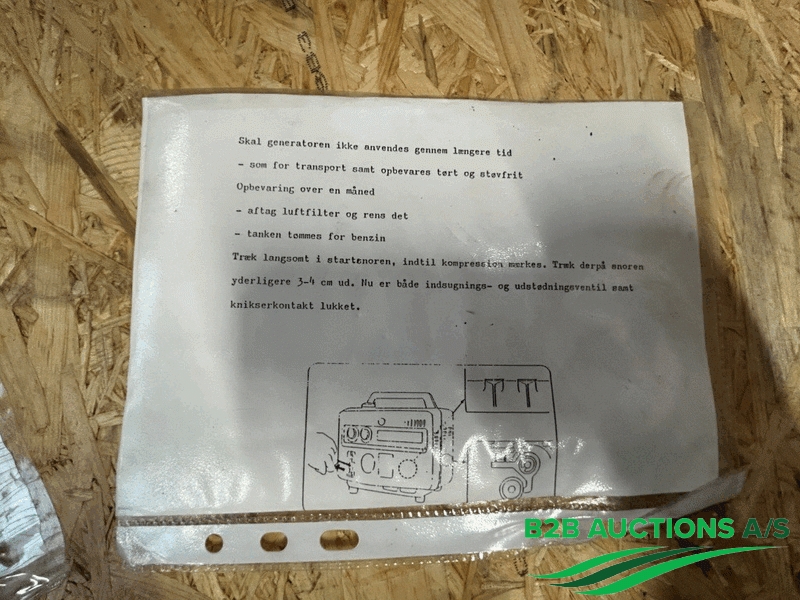 Skal generatoren ikke anvendes gennem længere tid
- som for transport samt opbevares tørt og støvfrit
Opbevaring over en måned
- aftag luftfilter og rens det
- tanken tømmes for benzin
Træk langsomt i startsnoren, indtil kompression mærkes. Træk derpå snoren
yderligere 3-4 cm ud. Nu er både indsugnings- og udstødningsventil samt
knikserkontakt lukket.
B2B AUCTIONS A/S